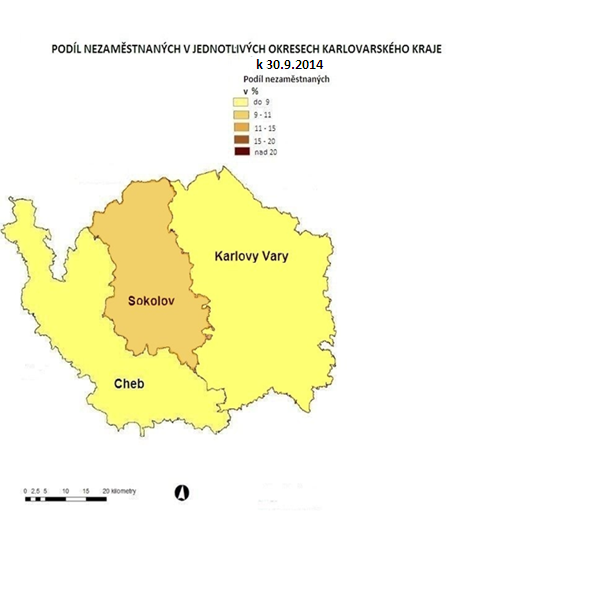 PODÍL NEZAMĚSTNANÝCH V JEDNOTLIVÝCH OKRESECH KARLOVARSKÉHO KRAJE
k 30.9.2014
Podíl nezaměstnaných
v %
do 9
9 - 11
11 - 15
15 - 20
nad 20
Karlovy Vary
Sokolov
Cheb
0 2,5 5 10 15 20 kilometry